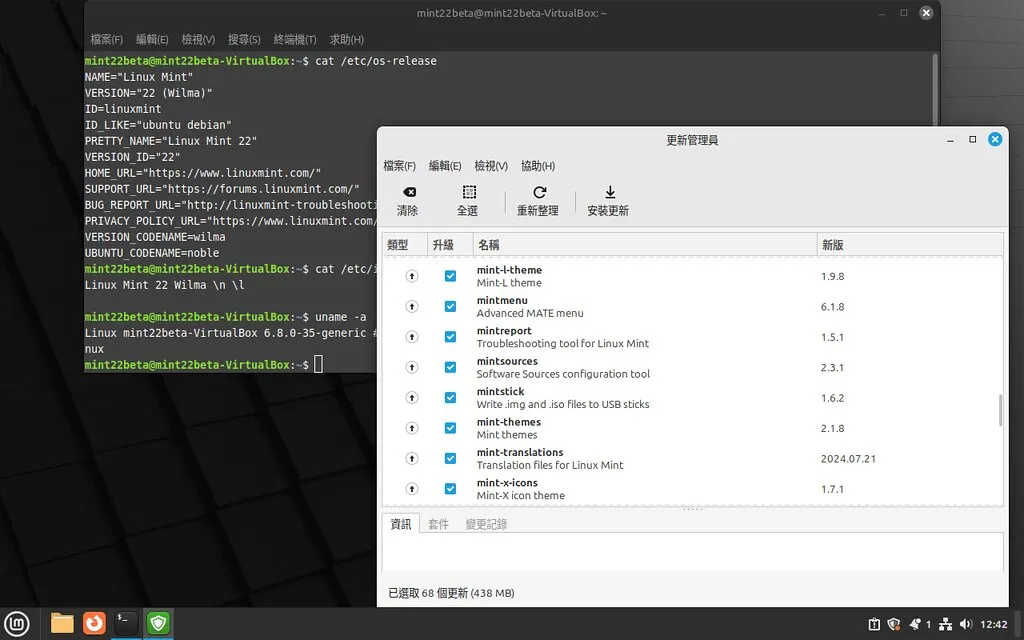 mint22beta@mint22beta-VirtualBox: ~
檔案(F) 編輯(E) 檢視(V) 搜尋(S) 終端機(T) 求助(H)
mint22beta@mint22beta-VirtualBox:~$ cat /etc/os-release
NAME="Linux Mint"
VERSION="22 (Wilma)"
ID=linuxmint
ID_LIKE="ubuntu debian"
PRETTY_NAME="Linux Mint 22"
VERSION_ID="22"
HOME_URL="https://www.linuxmint.com/"
SUPPORT_URL="https://forums.linuxmint.com/"
BUG_REPORT_URL="http://linuxmint-troubleshooti
PRIVACY_POLICY_URL="https://www.linuxmint.com/
VERSION_CODENAME=wilma
UBUNTU_CODENAME=noble
mint22beta@mint22beta-VirtualBox:~$ cat /etc/i
Linux Mint 22 Wilma \n \l
mint22beta@mint22beta-VirtualBox:~$ uname -a
Linux mint22beta-VirtualBox 6.8.0-35-generic #
nux
mint22beta@mint22beta-VirtualBox:~$
更新管理員
檔案(F) 編輯(E) 檢視(V) 協助(H)
清除 全選 重新整理 安裝更新
類型 升級 名稱 新版
mint-l-theme
Mint-L theme 1.9.8
mintmenu
Advanced MATE menu 6.1.8
mintreport
Troubleshooting tool for Linux Mint 1.5.1
mintsources
Software Sources configuration tool 2.3.1
mintstick
Write .img and .iso files to USB sticks 1.6.2
mint-themes
Mint themes 2.1.8
mint-translations
Translation files for Linux Mint 2024.07.21
mint-x-icons
Mint-X icon theme 1.7.1
資訊 套件 變更記錄
已選取 68 個更新 (438 MB)
1 12:42